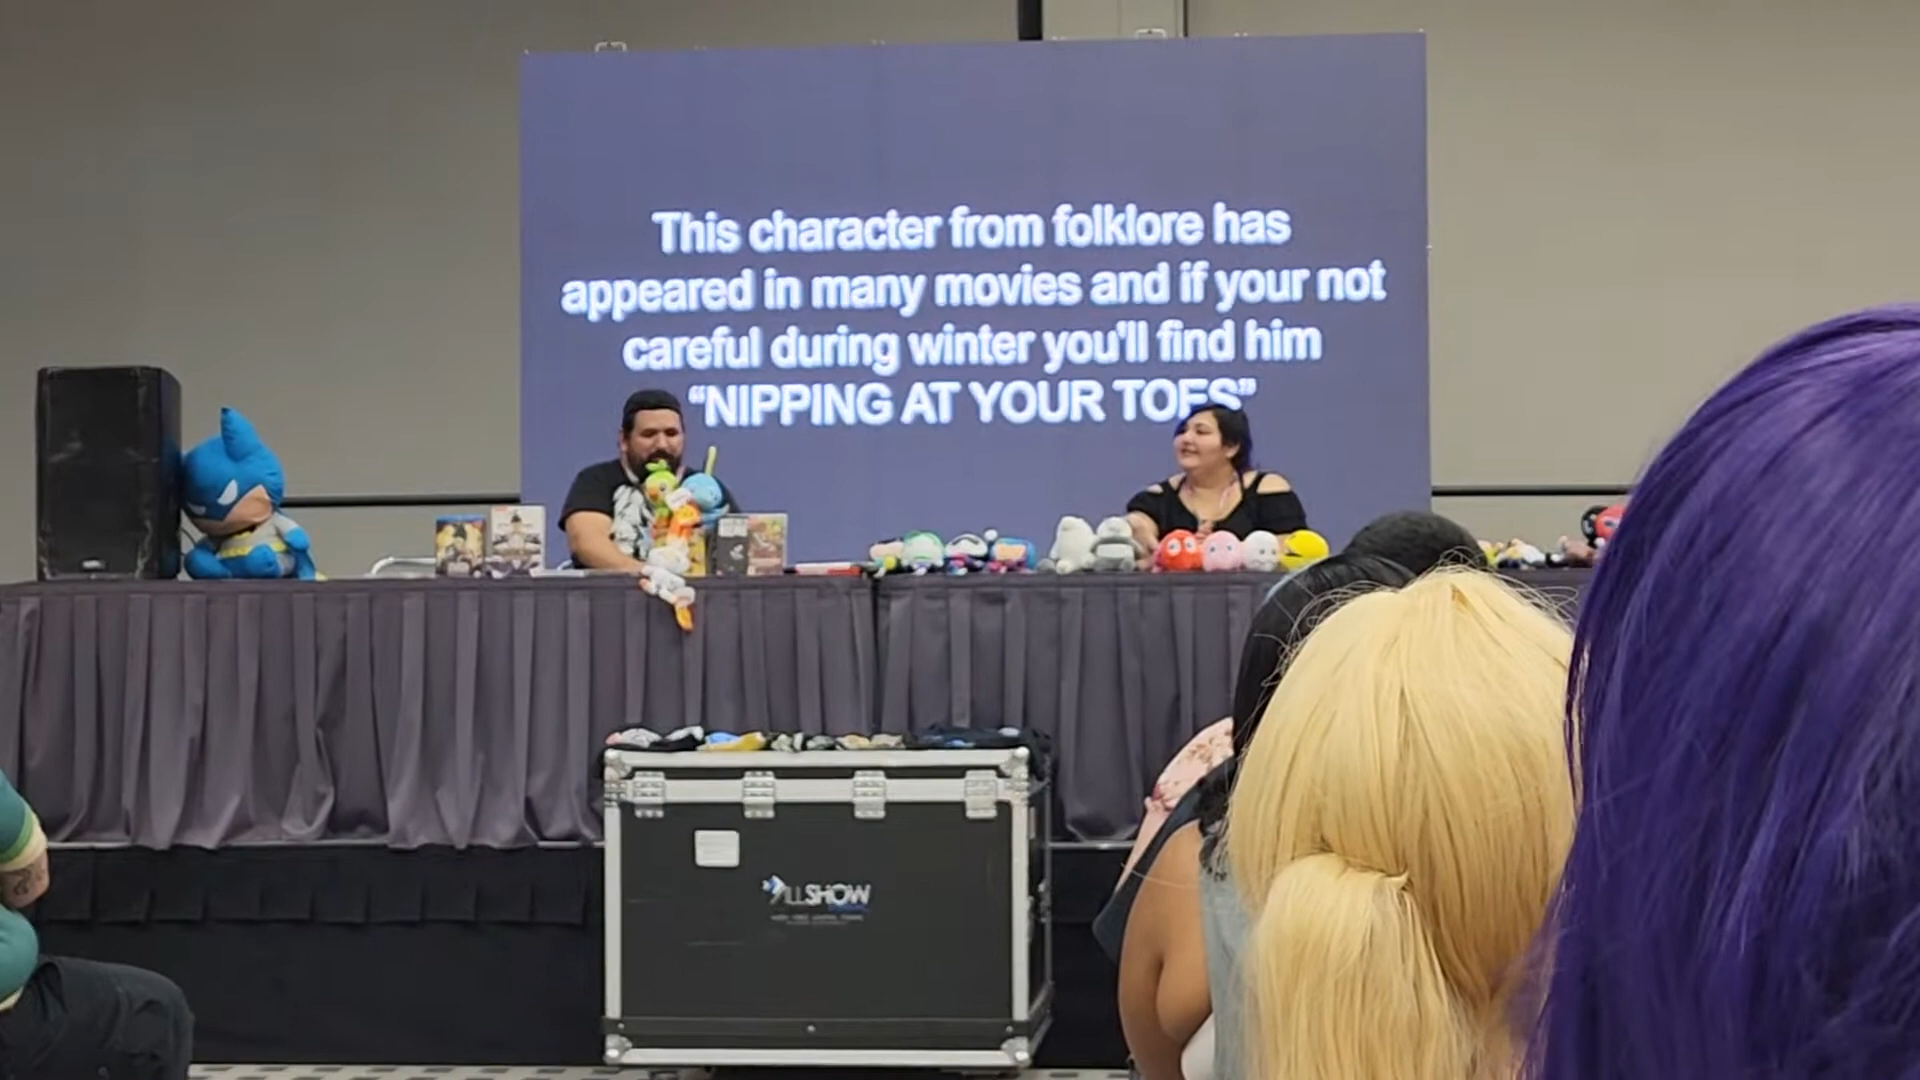 This character from folklore has
appeared in many movies and if your not
careful during winter you'll find him
“NIPPING AT YOUR TOES”
ALLSHOW